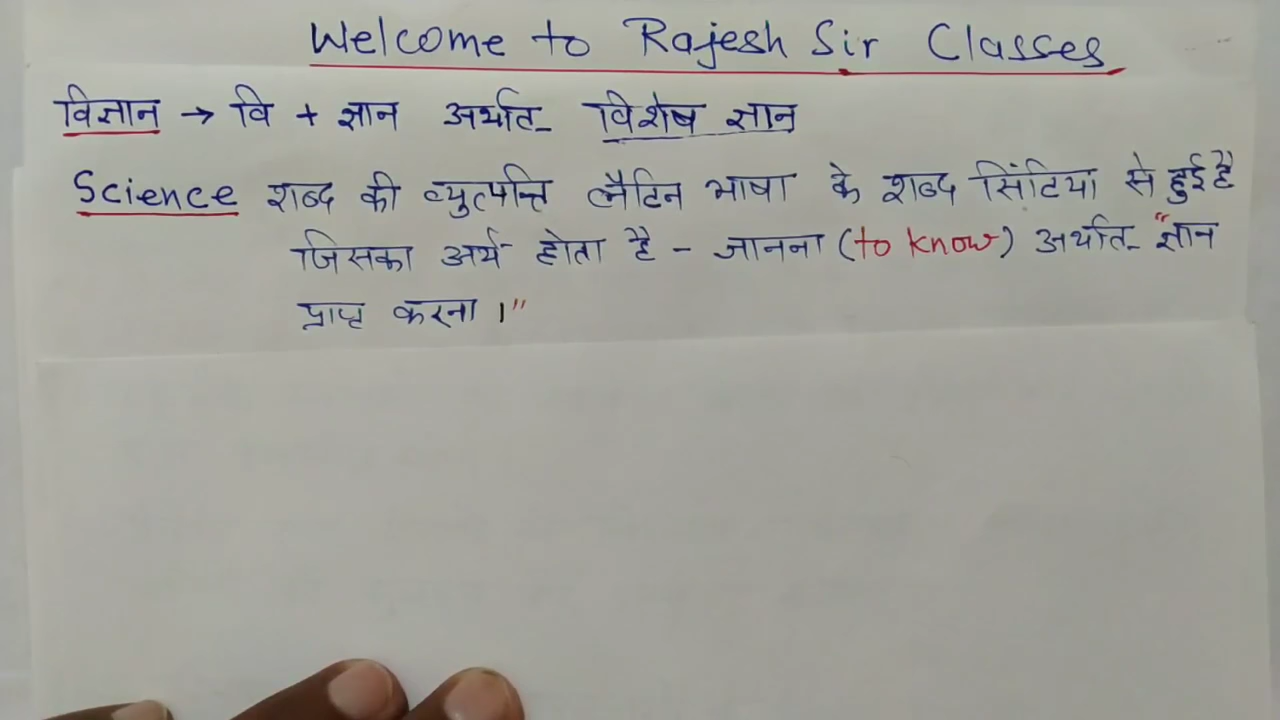 Welcome to Rajesh Sir Classes
विज्ञान → वि + ज्ञान अर्थात- विशेष ज्ञान
Science शब्द की व्युत्पत्ति लैटिन भाषा के शब्द सिंटिया से हुई है
जिसका अर्थ होता है - जानना (to know) अर्थात- "ज्ञान
प्राप्त करना ।"